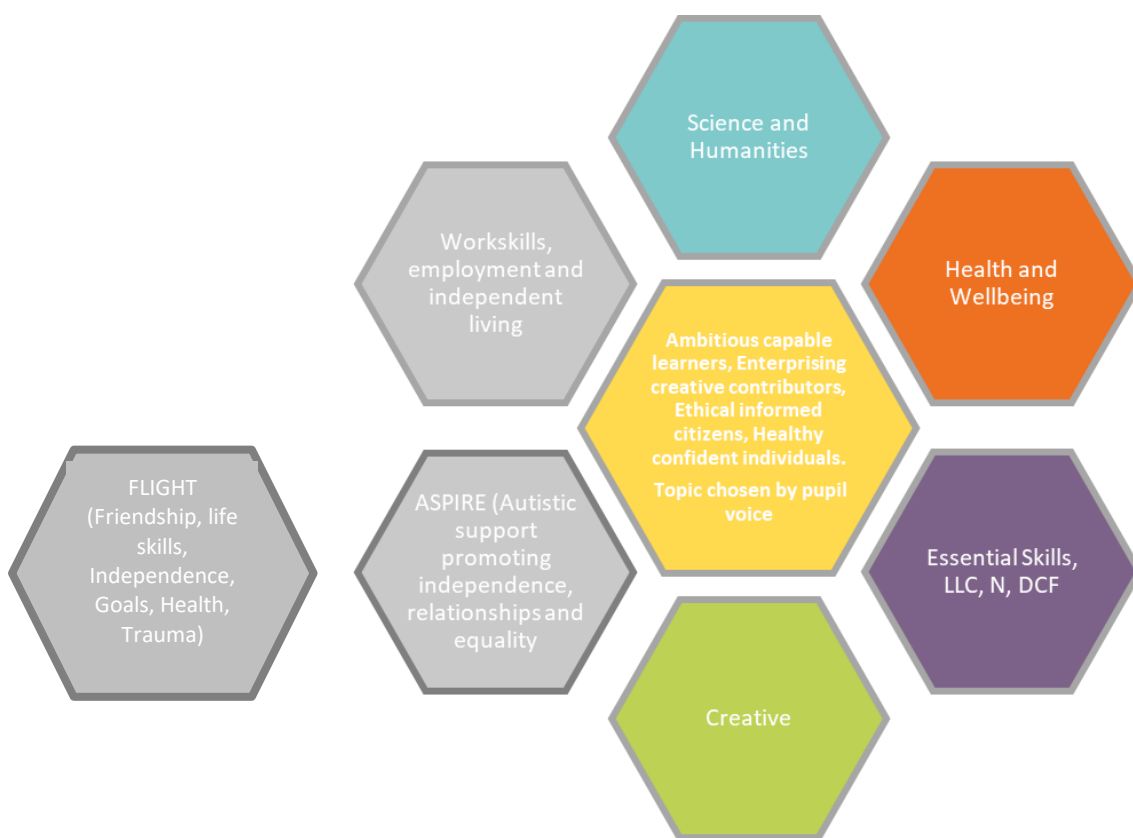 Science and
Humanities
Workskills,
employment and
independent
living
Health and
Wellbeing
Ambitious capable
learners, Enterprising
creative contributors,
Ethical informed
citizens, Healthy
confident individuals.
Topic chosen by pupil
voice
FLIGHT
(Friendship, life
skills,
Independence,
Goals, Health,
Trauma)
ASPIRE (Autistic
support
promoting
independence,
relationships and
equality
Essential Skills,
LLC, N, DCF
Creative